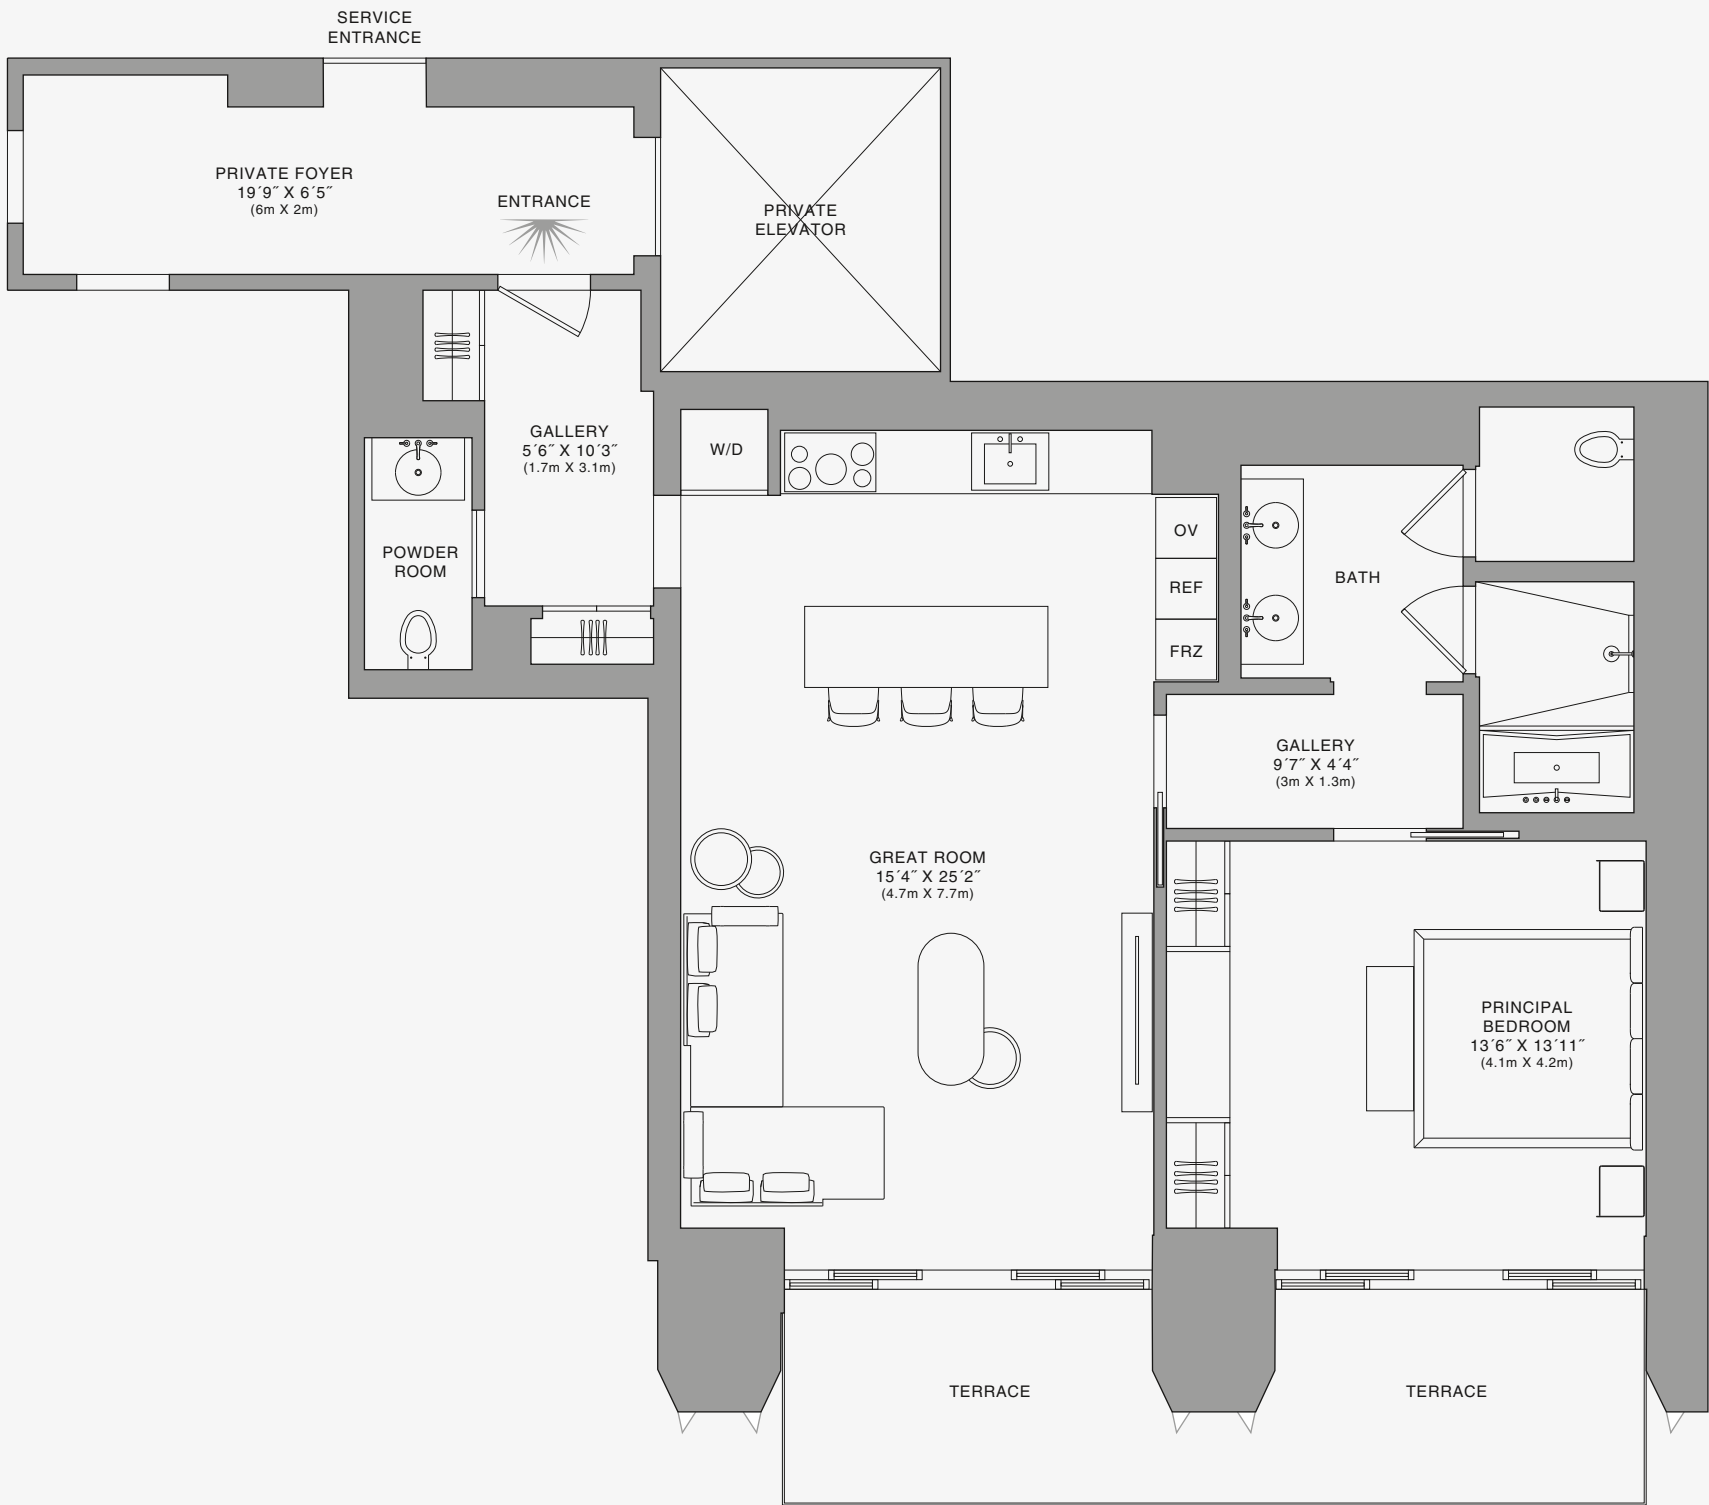 SERVICE
ENTRANCE
PRIVATE FOYER
19´9˝ X 6´5˝
(6m X 2m)
ENTRANCE
PRIVATE
ELEVATOR
GALLERY
5´6˝ X 10´3˝
(1.7m X 3.1m)
W/D
POWDER
ROOM
OV
REF
FRZ
BATH
GALLERY
9´7˝ X 4´4˝
(3m X 1.3m)
GREAT ROOM
15´4˝ X 25´2˝
(4.7m X 7.7m)
PRINCIPAL
BEDROOM
13´6˝ X 13´11˝
(4.1m X 4.2m)
TERRACE
TERRACE